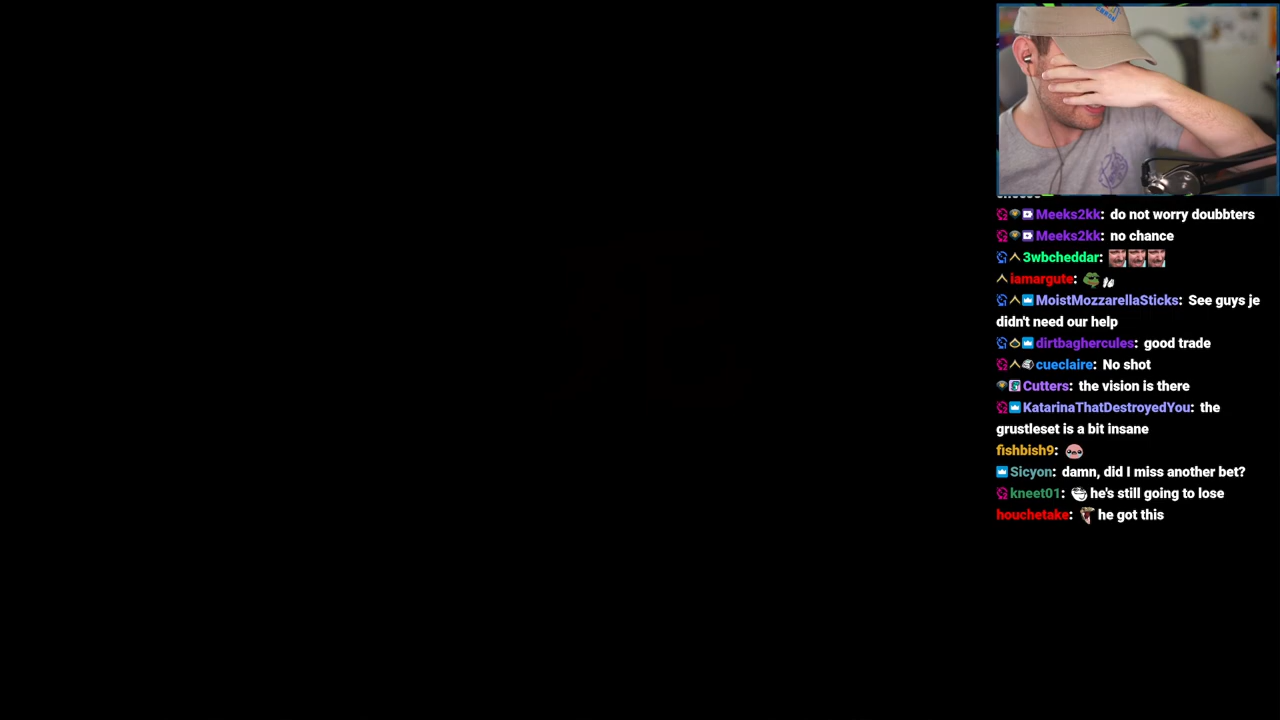 Meeks2kk: do not worry doubbters
Meeks2kk: no chance
3wbcheddar:
iamargute:
MoistMozzarellaSticks: See guys je
didn't need our help
dirtbaghercules: good trade
cueclaire: No shot
Cutters: the vision is there
KatarinaThatDestroyedYou: the
grustleset is a bit insane
fishbish9:
Sicyon: damn, did I miss another bet?
kneet01: he's still going to lose
houchetake: he got this